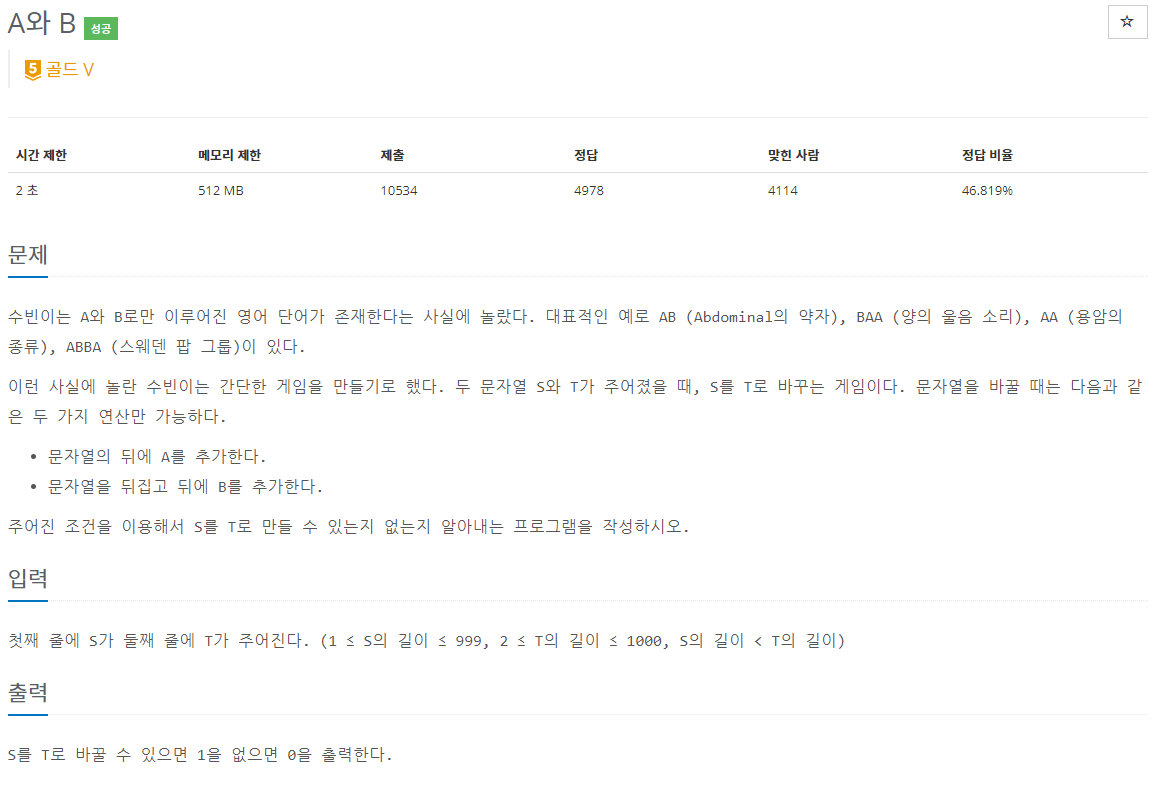 A와 B 성공
☆
5 골드 V
시간 제한 메모리 제한 제출 정답 맞힌 사람 정답 비율
2 초 512 MB 10534 4978 4114 46.819%
문제
수빈이는 A와 B로만 이루어진 영어 단어가 존재한다는 사실에 놀랐다. 대표적인 예로 AB (Abdominal의 약자), BAA (양의 울음 소리), AA (용암의
종류), ABBA (스웨덴 팝 그룹)이 있다.
이런 사실에 놀란 수빈이는 간단한 게임을 만들기로 했다. 두 문자열 S와 T가 주어졌을 때, S를 T로 바꾸는 게임이다. 문자열을 바꿀 때는 다음과 같
은 두 가지 연산만 가능하다.
• 문자열의 뒤에 A를 추가한다.
• 문자열을 뒤집고 뒤에 B를 추가한다.
주어진 조건을 이용해서 S를 T로 만들 수 있는지 없는지 알아내는 프로그램을 작성하시오.
입력
첫째 줄에 S가 둘째 줄에 T가 주어진다. (1 ≤ S의 길이 ≤ 999, 2 ≤ T의 길이 ≤ 1000, S의 길이 < T의 길이)
출력
S를 T로 바꿀 수 있으면 1을 없으면 0을 출력한다.